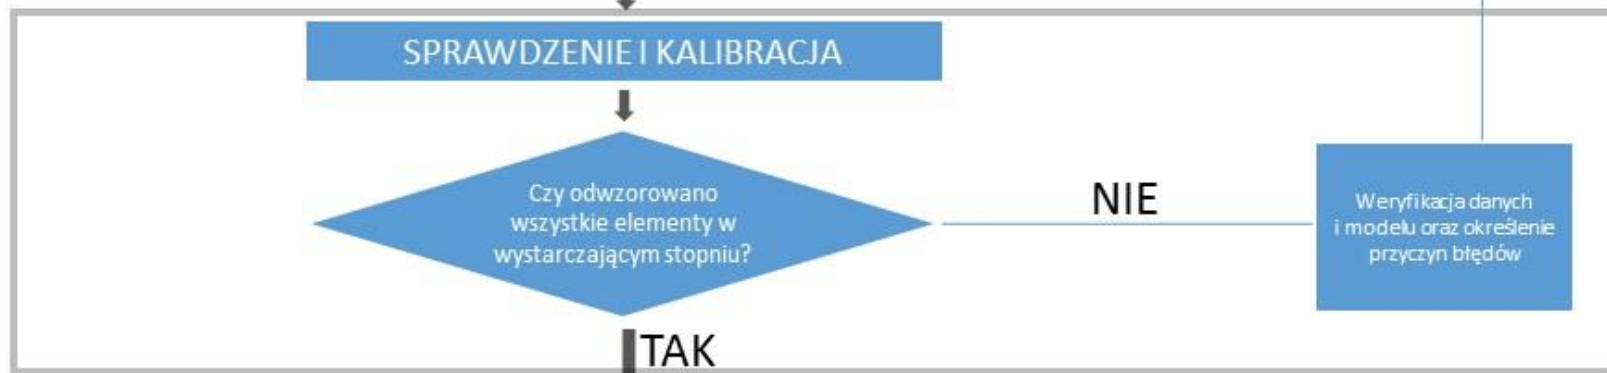 SPRAWDZENIE I KALIBRACJA
Czy odwzorowano
wszystkie elementy w
wystarczającym stopniu?
NIE
Weryfikacja danych
i modelu oraz określenie
przyczyn błędów
TAK